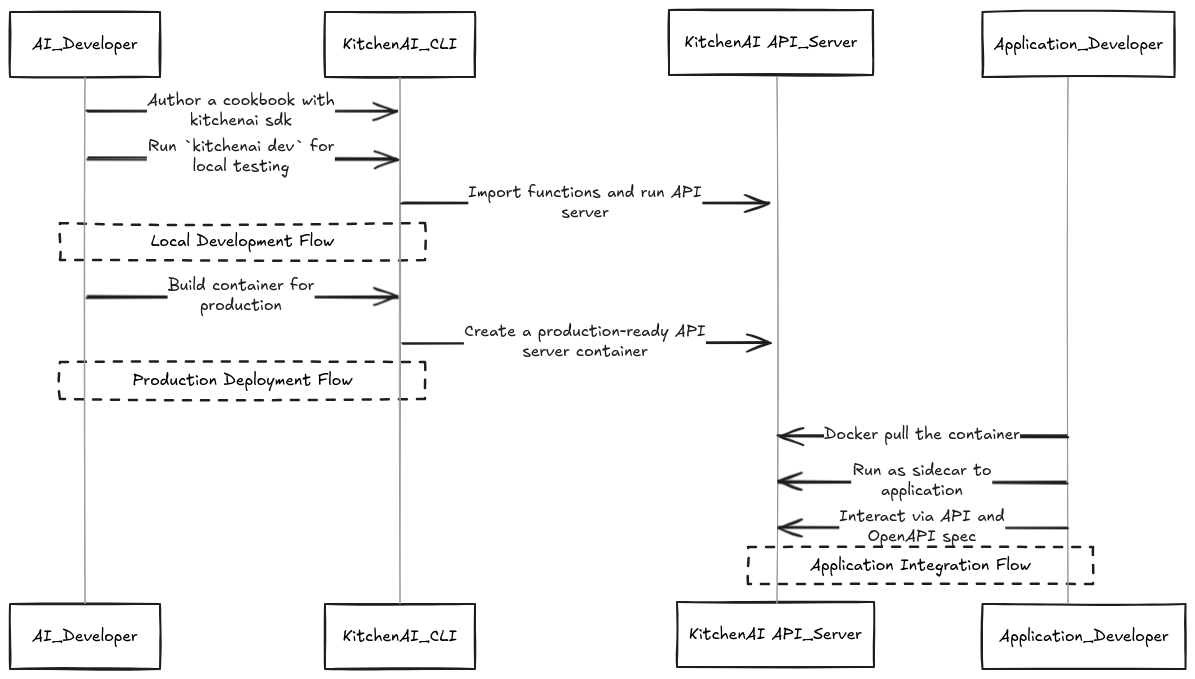 AI_Developer
KitchenAI_CLI
KitchenAI API_Server
Application_Developer
Author a cookbook with
kitchenai sdk
Run `kitchenai dev` for
local testing
Import functions and run API
server
Local Development Flow
Build container for
production
Create a production-ready API
server container
Production Deployment Flow
Docker pull the container
Run as sidecar to
application
Interact via API and
OpenAPI spec
Application Integration Flow
AI_Developer
KitchenAI_CLI
KitchenAI API_Server
Application_Developer